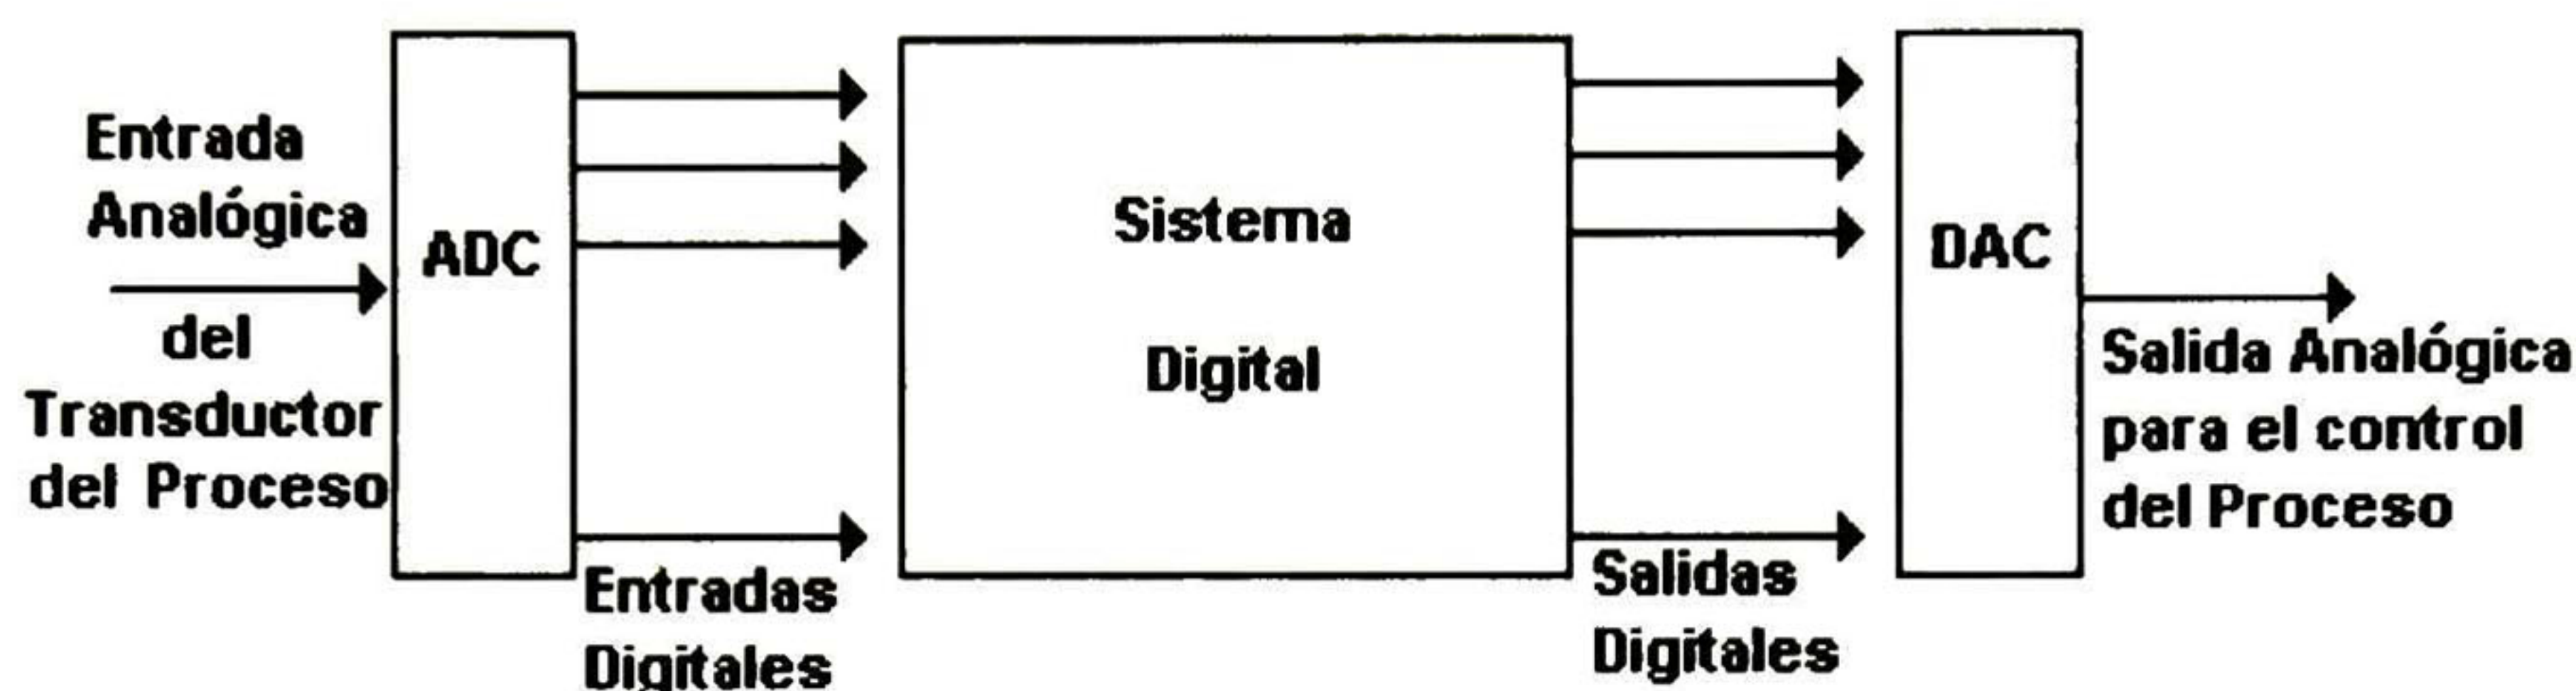 Entrada
Analógica
del
Transductor
del Proceso
ADC
Entradas
Digitales
Sistema
Digital
Salidas
Digitales
DAC
Salida Analógica
para el control
del Proceso